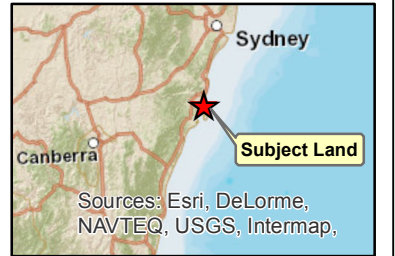 Sydney
Canberra
Subject Land
Sources: Esri, DeLorme,
NAVTEQ, USGS, Intermap,